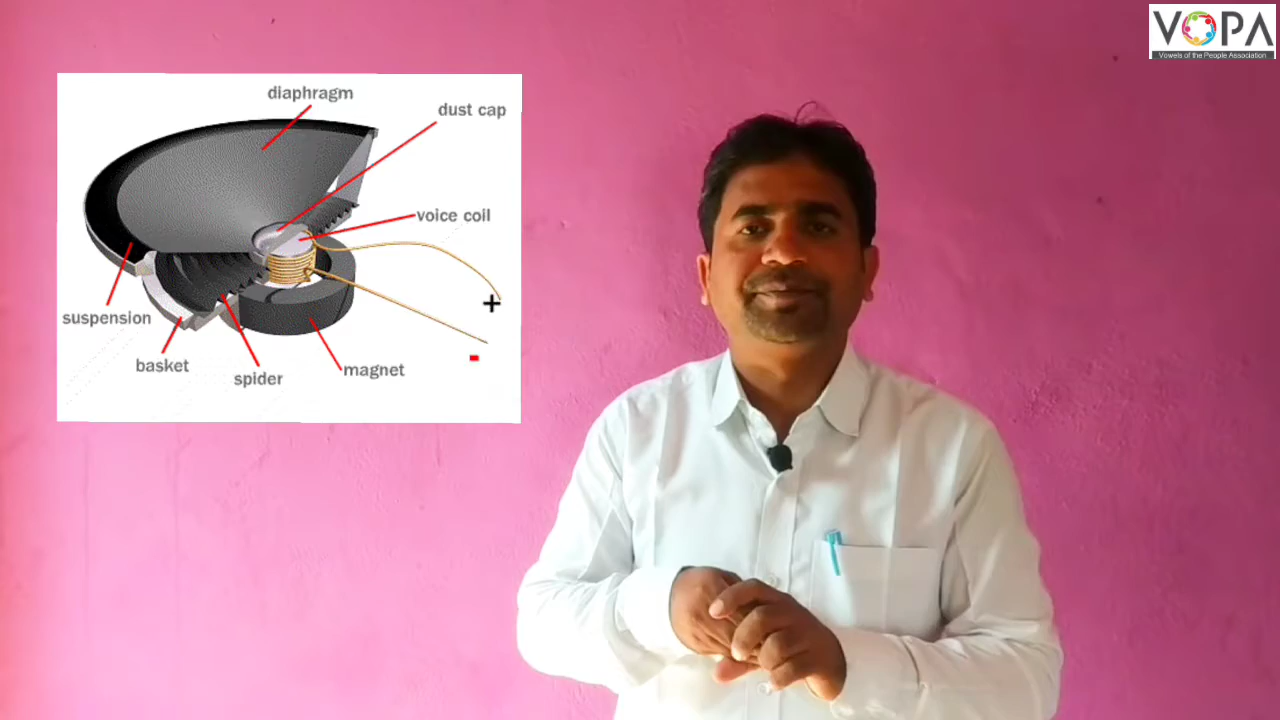 VOPA
Vowels of the People Association
diaphragm
dust cap
voice coil
+
suspension
-
basket
spider
magnet